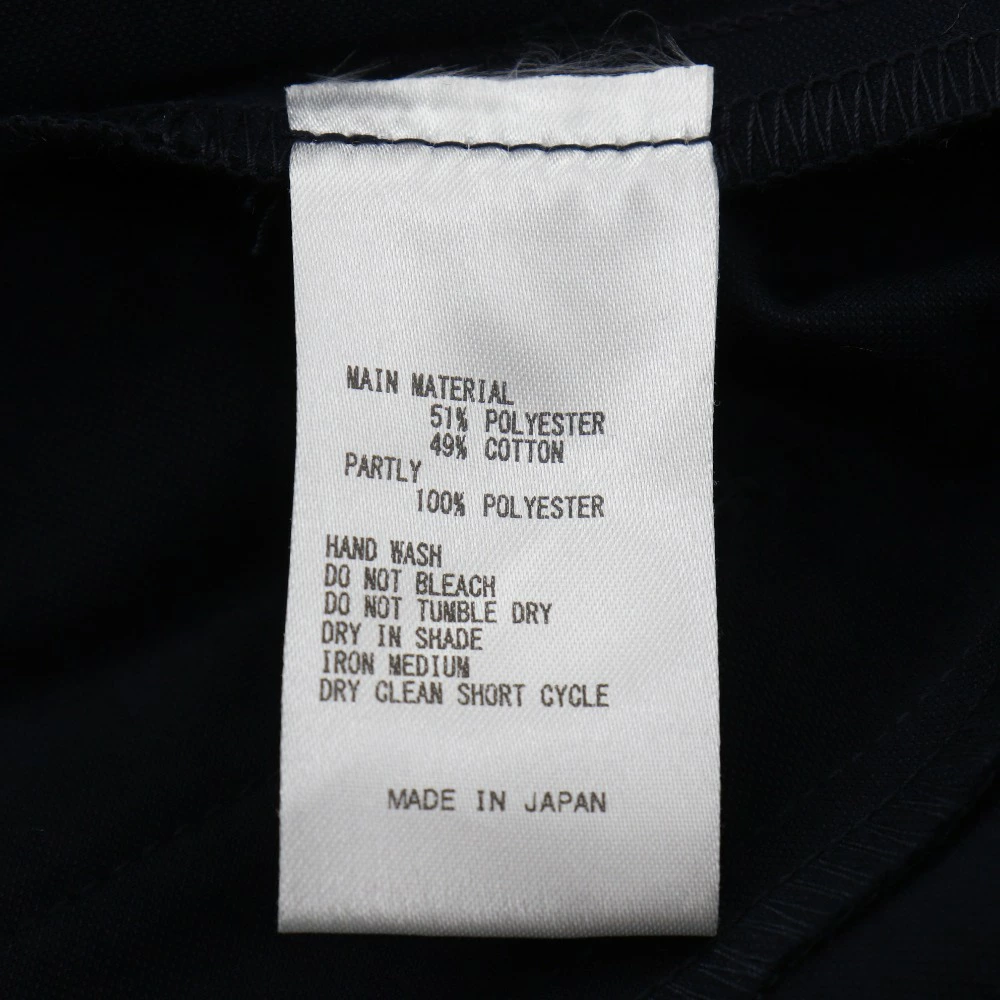 MAIN MATERIAL
51% POLYESTER
49% COTTON
PARTLY
100% POLYESTER
HAND WASH
DO NOT BLEACH
DO NOT TUMBLE DRY
DRY IN SHADE
IRON MEDIUM
DRY CLEAN SHORT CYCLE
MADE IN JAPAN